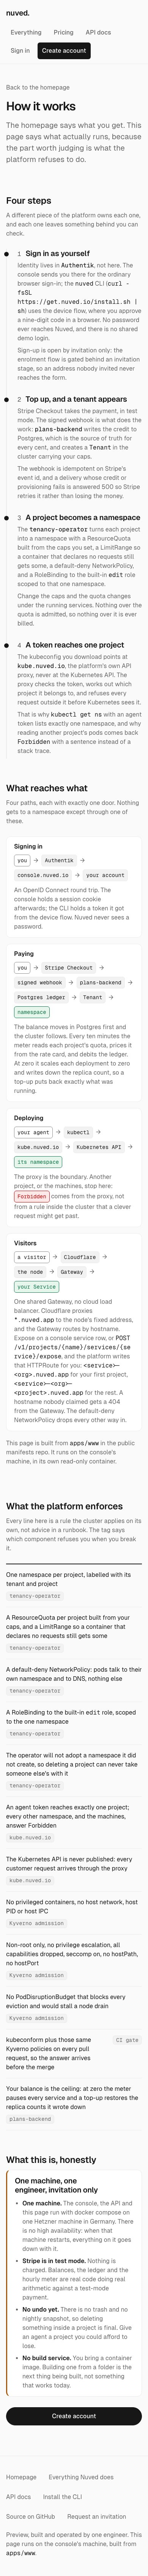 nuved.
Everything Pricing API docs
Sign in Create account
Back to the homepage
How it works
The homepage says what you get. This
page says what actually runs, because
the part worth judging is what the
platform refuses to do.
Four steps
A different piece of the platform owns each one,
and each one leaves something behind you can
check.
1 Sign in as yourself
Identity lives in Authentik, not here. The
console sends you there for the ordinary
browser sign-in; the nuved CLI (curl -
fsSL
https://get.nuved.io/install.sh |
sh) uses the device flow, where you approve
a nine-digit code in a browser. No password
ever reaches Nuved, and there is no shared
admin login.
Sign-up is open by invitation only: the
enrolment flow is gated behind an invitation
stage, so an address nobody invited never
reaches the form.
2 Top up, and a tenant appears
Stripe Checkout takes the payment, in test
mode. The signed webhook is what does the
work: plans-backend writes the credit to
Postgres, which is the source of truth for
every cent, and creates a Tenant in the
cluster carrying your caps.
The webhook is idempotent on Stripe's
event id, and a delivery whose credit or
provisioning fails is answered 500 so Stripe
retries it rather than losing the money.
3 A project becomes a namespace
The tenancy-operator turns each project
into a namespace with a ResourceQuota
built from the caps you set, a LimitRange so
a container that declares no requests still
gets some, a default-deny NetworkPolicy,
and a RoleBinding to the built-in edit role
scoped to that one namespace.
Change the caps and the quota changes
under your running services. Nothing over the
quota is admitted, so nothing over it is ever
billed.
4 A token reaches one project
The kubeconfig you download points at
kube.nuved.io, the platform's own API
proxy, never at the Kubernetes API. The
proxy checks the token, works out which
project it belongs to, and refuses every
request outside it before Kubernetes sees it.
That is why kubectl get ns with an agent
token lists exactly one namespace, and why
reading another project's pods comes back
Forbidden with a sentence instead of a
stack trace.
What reaches what
Four paths, each with exactly one door. Nothing
gets to a namespace except through one of
these.
Signing in
you → Authentik →
console.nuved.io → your account
An OpenID Connect round trip. The
console holds a session cookie
afterwards; the CLI holds a token it got
from the device flow. Nuved never sees a
password.
Paying
you → Stripe Checkout →
signed webhook → plans-backend →
Postgres ledger → Tenant →
namespace
The balance moves in Postgres first and
in the cluster second. Every ten minutes the
meter reads each project's quota, prices it
from the rate card, and debits the ledger.
At zero it scales each deployment to zero
and writes down the replica count, so a
top-up puts back exactly what was
running.
Deploying
your agent → kubectl →
kube.nuved.io → Kubernetes API →
its namespace
The proxy is the boundary. Another
project, or the machines, stop here:
Forbidden comes from the proxy, not
from a rule inside the cluster that a clever
request might get past.
Visitors
a visitor → Cloudflare →
the node → Gateway →
your Service
One shared Gateway, no cloud load
balancer. Cloudflare proxies
*.nuved.app to the node's fixed address,
and the Gateway routes by hostname.
Expose on a console service row, or POST
/v1/projects/{name}/services/{se
rvice}/expose, and the platform writes
that HTTPRoute for you: <service>—
<org>.nuved.app for your first project,
<service>—<org>—
<project>.nuved.app for the rest. A
hostname nobody claimed gets a 404
from the Gateway. The default-deny
NetworkPolicy drops every other way in.
This page is built from apps/www in the public
manifests repo. It runs on the console's
machine, in its own read-only container.
What the platform enforces
Every line here is a rule the cluster applies on its
own, not advice in a runbook. The tag says
which component refuses you when you break
it.
One namespace per project, labelled with its
tenant and project
tenancy-operator
A ResourceQuota per project built from your
caps, and a LimitRange so a container that
declares no requests still gets some
tenancy-operator
A default-deny NetworkPolicy: pods talk to their
own namespace and to DNS, nothing else
tenancy-operator
A RoleBinding to the built-in edit role, scoped
to the one namespace
tenancy-operator
The operator will not adopt a namespace it did
not create, so deleting a project can never take
someone else's with it
tenancy-operator
An agent token reaches exactly one project;
every other namespace, and the machines,
answer Forbidden
kube.nuved.io
The Kubernetes API is never published: every
customer request arrives through the proxy
kube.nuved.io
No privileged containers, no host network, host
PID or host IPC
Kyverno admission
Non-root only, no privilege escalation, all
capabilities dropped, seccomp on, no hostPath,
no hostPort
Kyverno admission
No PodDisruptionBudget that blocks every
eviction and would stall a node drain
Kyverno admission
kubeconform plus those same CI gate
Kyverno policies on every pull
request, so the answer arrives
before the merge
Your balance is the ceiling: at zero the meter
pauses every service and a top-up restores the
replica counts it wrote down
plans-backend
What this is, honestly
One machine, one
engineer, invitation only
One machine. The console, the API and
this page run with docker compose on
one Hetzner machine in Germany. There
is no high availability: when that
machine restarts, everything on it goes
down with it.
Stripe is in test mode. Nothing is
charged. Balances, the ledger and the
hourly meter are real code doing real
arithmetic against a test-mode
payment.
No undo yet. There is no trash and no
nightly snapshot, so deleting
something inside a project is final. Give
an agent a project you could afford to
lose.
No build service. You bring a container
image. Building one from a folder is the
next thing being built, not something
that works today.
Create account
Homepage Everything Nuved does
API docs Install the CLI
Source on GitHub Request an invitation
Preview, built and operated by one engineer. This
page runs on the console's machine, built from
apps/www.